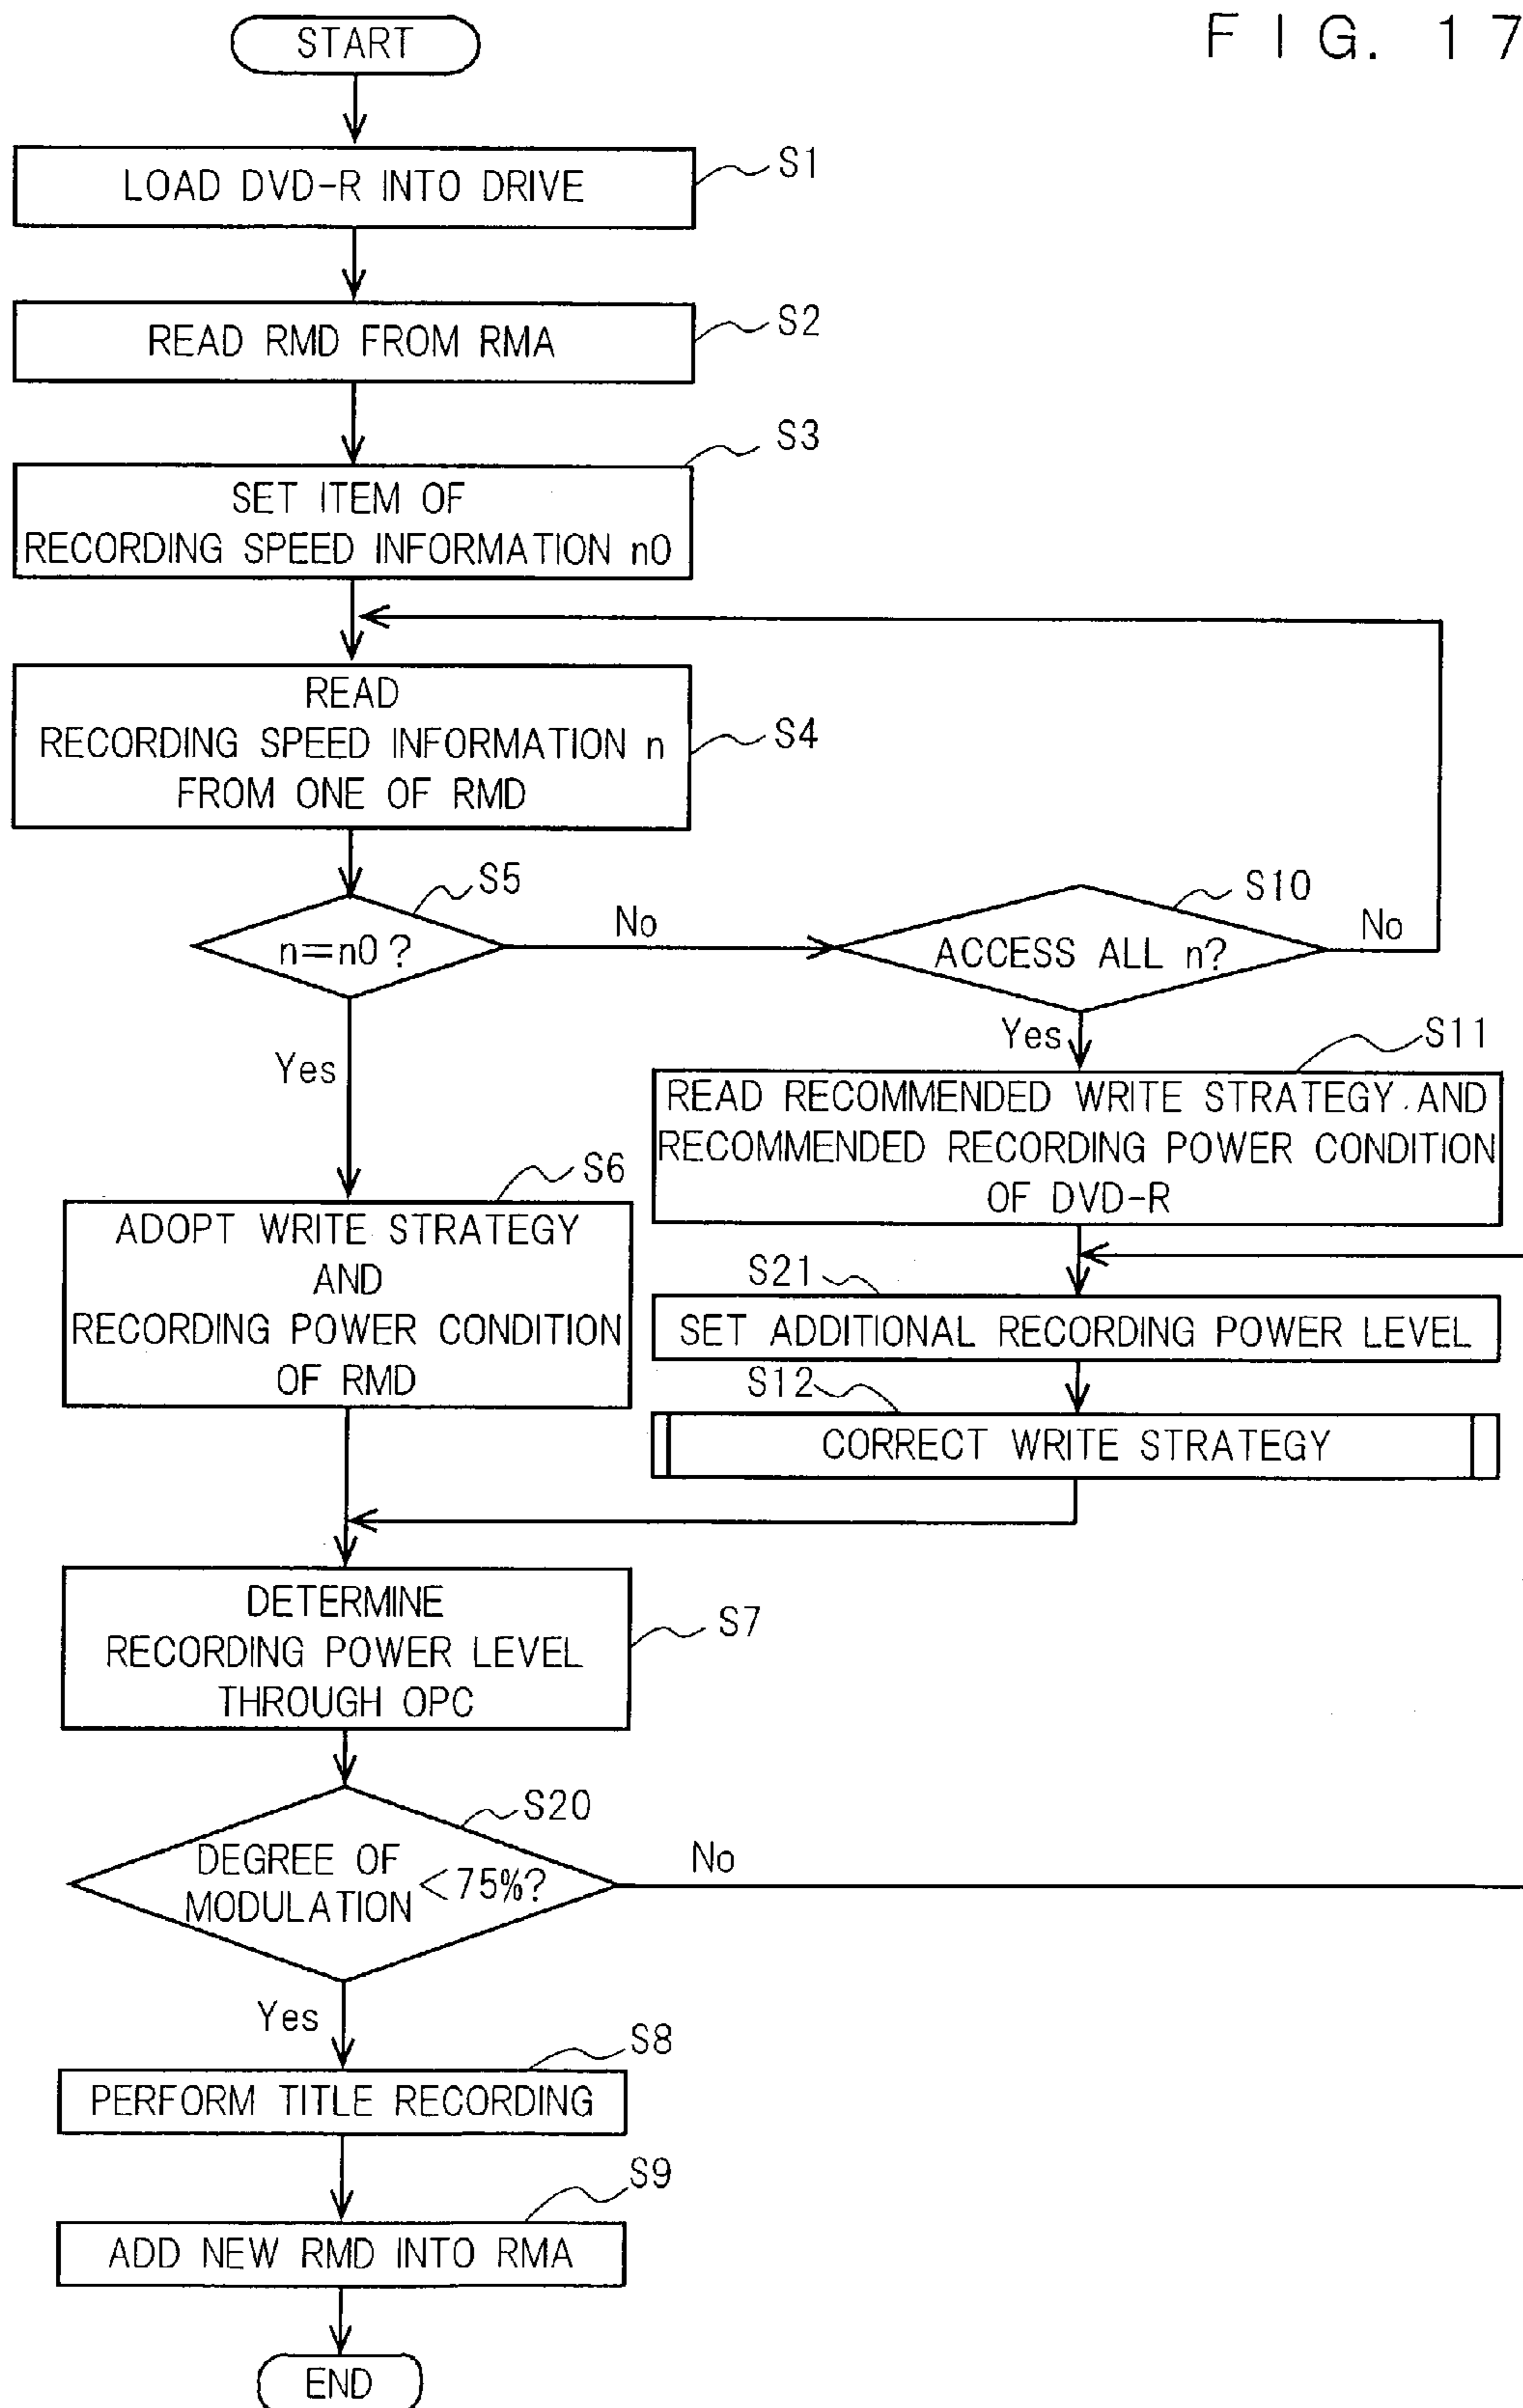 START
FIG. 17
LOAD DVD-R INTO DRIVE
S1
READ RMD FROM RMA
S2
SET ITEM OF
RECORDING SPEED INFORMATION n0
S3
READ
RECORDING SPEED INFORMATION n
FROM ONE OF RMD
S4
S5
n=n0?
No
S10
ACCESS ALL n?
No
Yes
Yes
S11
READ RECOMMENDED WRITE STRATEGY AND
RECOMMENDED RECORDING POWER CONDITION
OF DVD-R
S6
ADOPT WRITE STRATEGY
AND
RECORDING POWER CONDITION
OF RMD
S21
SET ADDITIONAL RECORDING POWER LEVEL
S12
CORRECT WRITE STRATEGY
DETERMINE
RECORDING POWER LEVEL
THROUGH OPC
S7
S20
DEGREE OF
MODULATION <75%?
No
Yes
S8
PERFORM TITLE RECORDING
S9
ADD NEW RMD INTO RMA
END